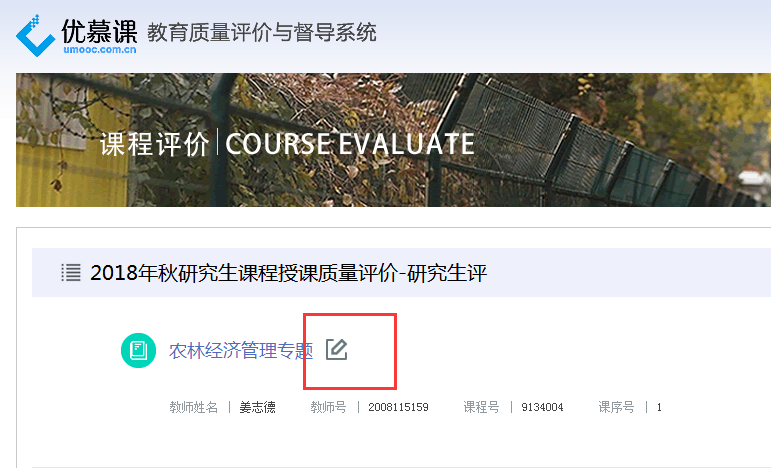 优慕课 教育质量评价与督导系统
umooc.com.cn
课程评价 | COURSE EVALUATE
2018年秋研究生课程授课质量评价-研究生评
农林经济管理专题
教师姓名 | 姜志德 教师号 | 2008115159 课程号 | 9134004 课序号 | 1